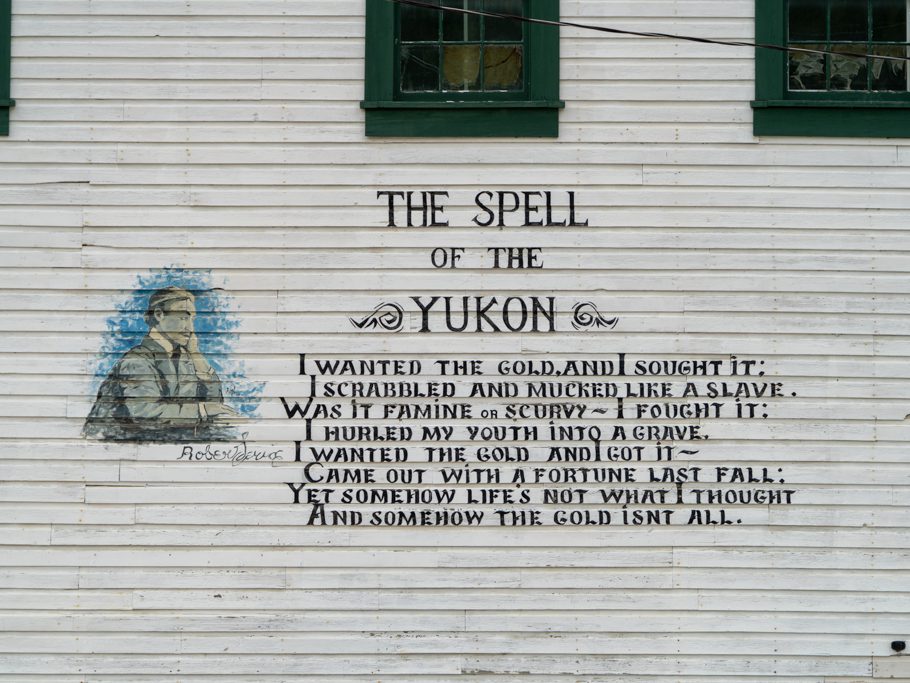 THE SPELL
OF THE
YUKON
I WANTED THE GOLD, AND I SOUGHT IT:
I SCRABBLED AND MUCKED LIKE A SLAVE.
WAS IT FAMINE OR SCURVY ~ I FOUGHT IT:
I HURLED MY YOUTH INTO A GRAVE.
I WANTED THE GOLD AND I GOT IT ~
CAME OUT WITH A FORTUNE LAST FALL:
YET SOMEHOW LIFE'S NOT WHAT I THOUGHT
AND SOMEHOW THE GOLD ISNT ALL.
Robert Service